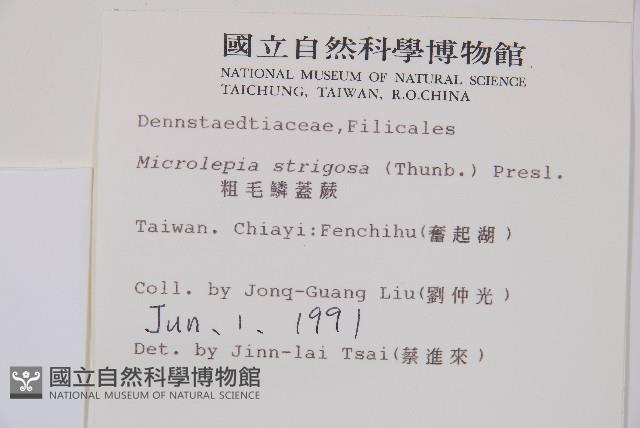 國立自然科學博物館
NATIONAL MUSEUM OF NATURAL SCIENCE
TAICHUNG, TAIWAN, R.O.CHINA
Dennstaedtiaceae,Filicales
Microlepia strigosa (Thunb.) Presl.
粗毛鱗蓋蕨
Taiwan. Chiayi:Fenchihu(奮起湖)
Coll. by Jonq-Guang Liu(劉仲光)
Jun、1. 1991
Det. by Jinn-lai Tsai(蔡進來)
國立自然科學博物館
NATIONAL MUSEUM OF NATURAL SCIENCE